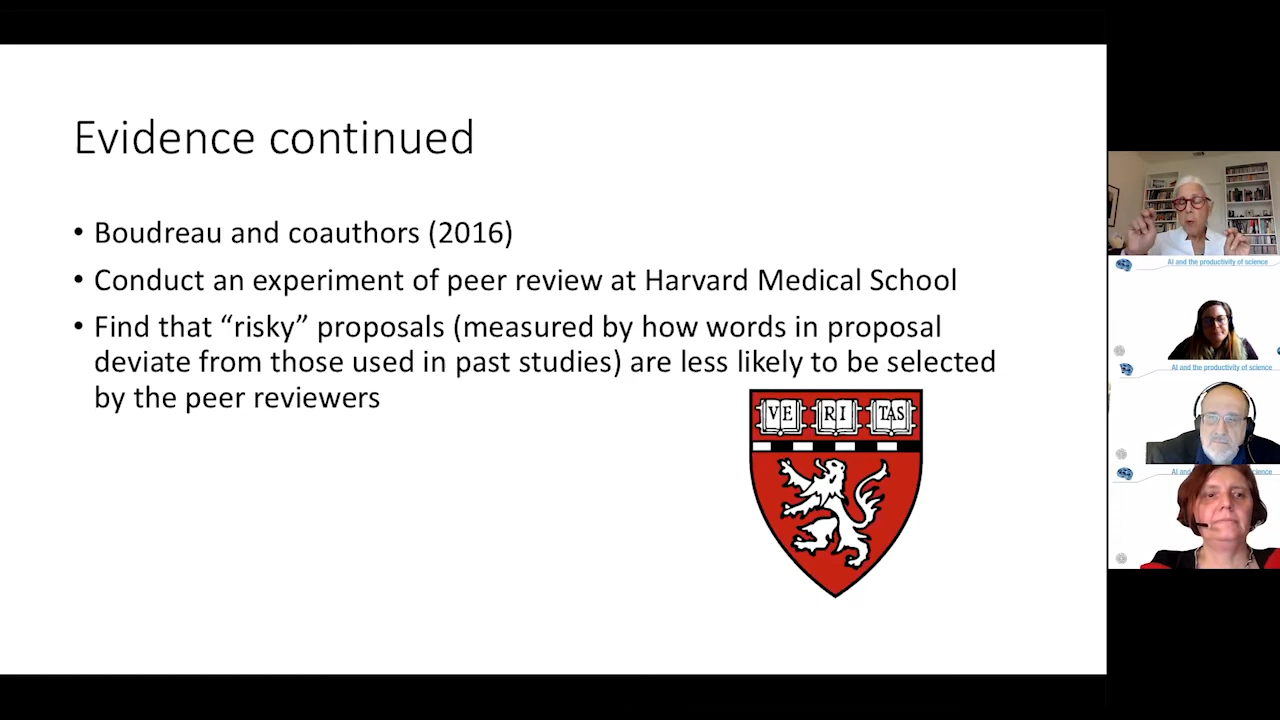 Evidence continued
• Boudreau and coauthors (2016)
• Conduct an experiment of peer review at Harvard Medical School
• Find that “risky” proposals (measured by how words in proposal
deviate from those used in past studies) are less likely to be selected
by the peer reviewers
VE RI TAS
AI and the productivity of science
AI and the productivity of science
AI and science